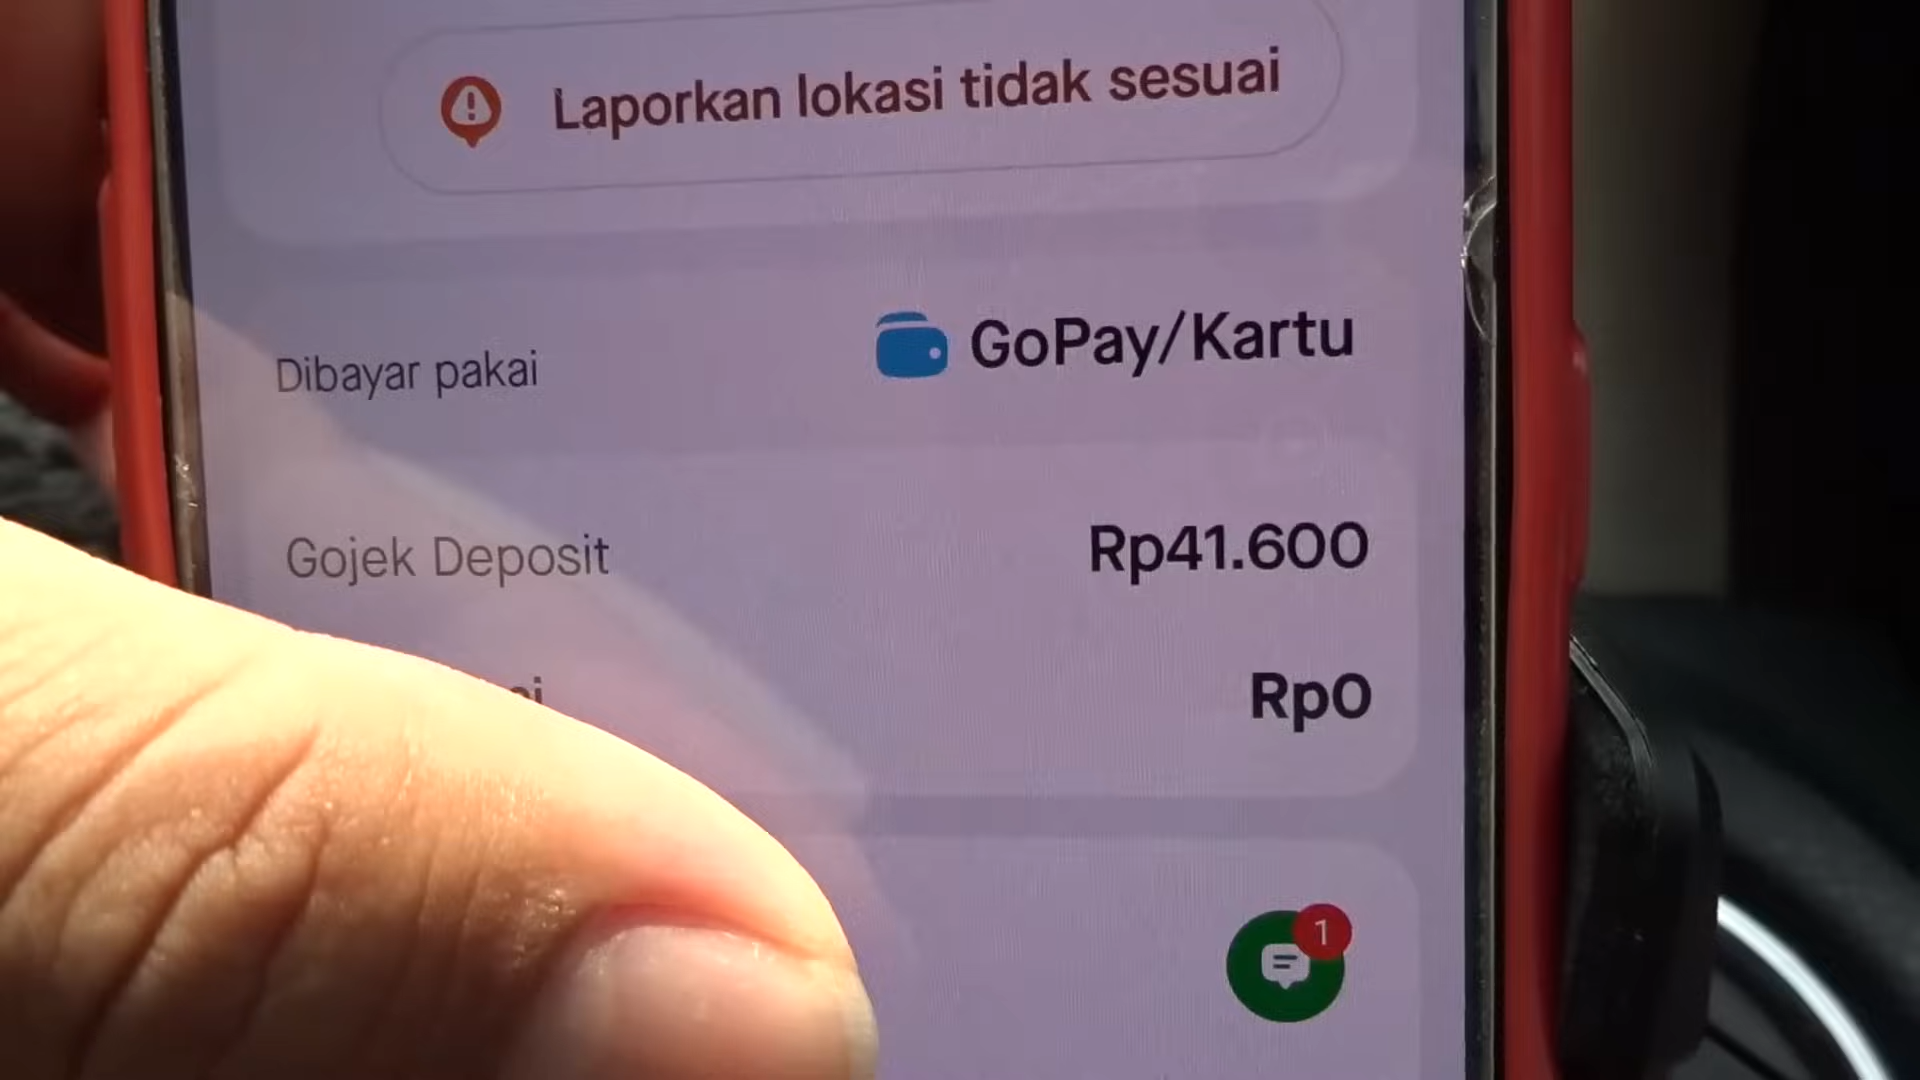 Laporkan lokasi tidak sesuai
Dibayar pakai GoPay/Kartu
Gojek Deposit Rp41.600
Rp0
1